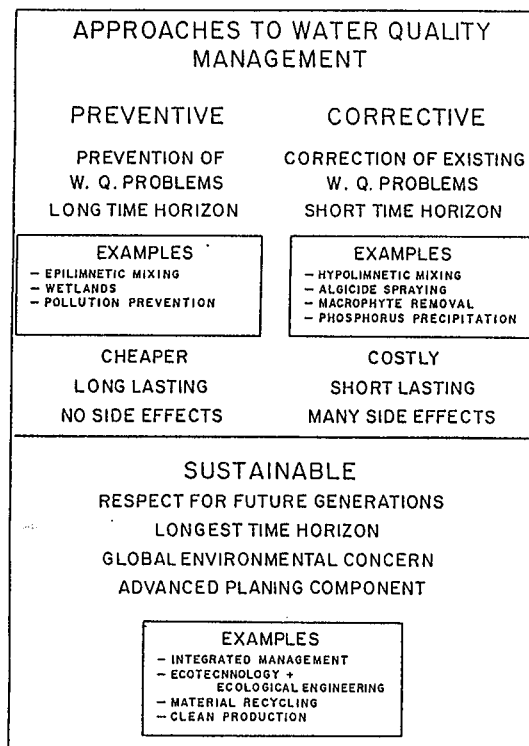 APPROACHES TO WATER QUALITY
MANAGEMENT
PREVENTIVE
PREVENTION OF
W. Q. PROBLEMS
LONG TIME HORIZON
EXAMPLES
– EPILIMNETIC MIXING
– WETLANDS
– POLLUTION PREVENTION
CHEAPER
LONG LASTING
NO SIDE EFFECTS
CORRECTIVE
CORRECTION OF EXISTING
W. Q. PROBLEMS
SHORT TIME HORIZON
EXAMPLES
– HYPOLIMNETIC MIXING
– ALGICIDE SPRAYING
– MACROPHYTE REMOVAL
– PHOSPHORUS PRECIPITATION
COSTLY
SHORT LASTING
MANY SIDE EFFECTS
SUSTAINABLE
RESPECT FOR FUTURE GENERATIONS
LONGEST TIME HORIZON
GLOBAL ENVIRONMENTAL CONCERN
ADVANCED PLANING COMPONENT
EXAMPLES
– INTEGRATED MANAGEMENT
– ECOTECNNOLOGY +
ECOLOGICAL ENGINEERING
– MATERIAL RECYCLING
– CLEAN PRODUCTION